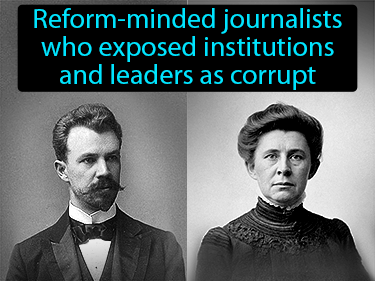 Reform-minded journalists
who exposed institutions
and leaders as corrupt